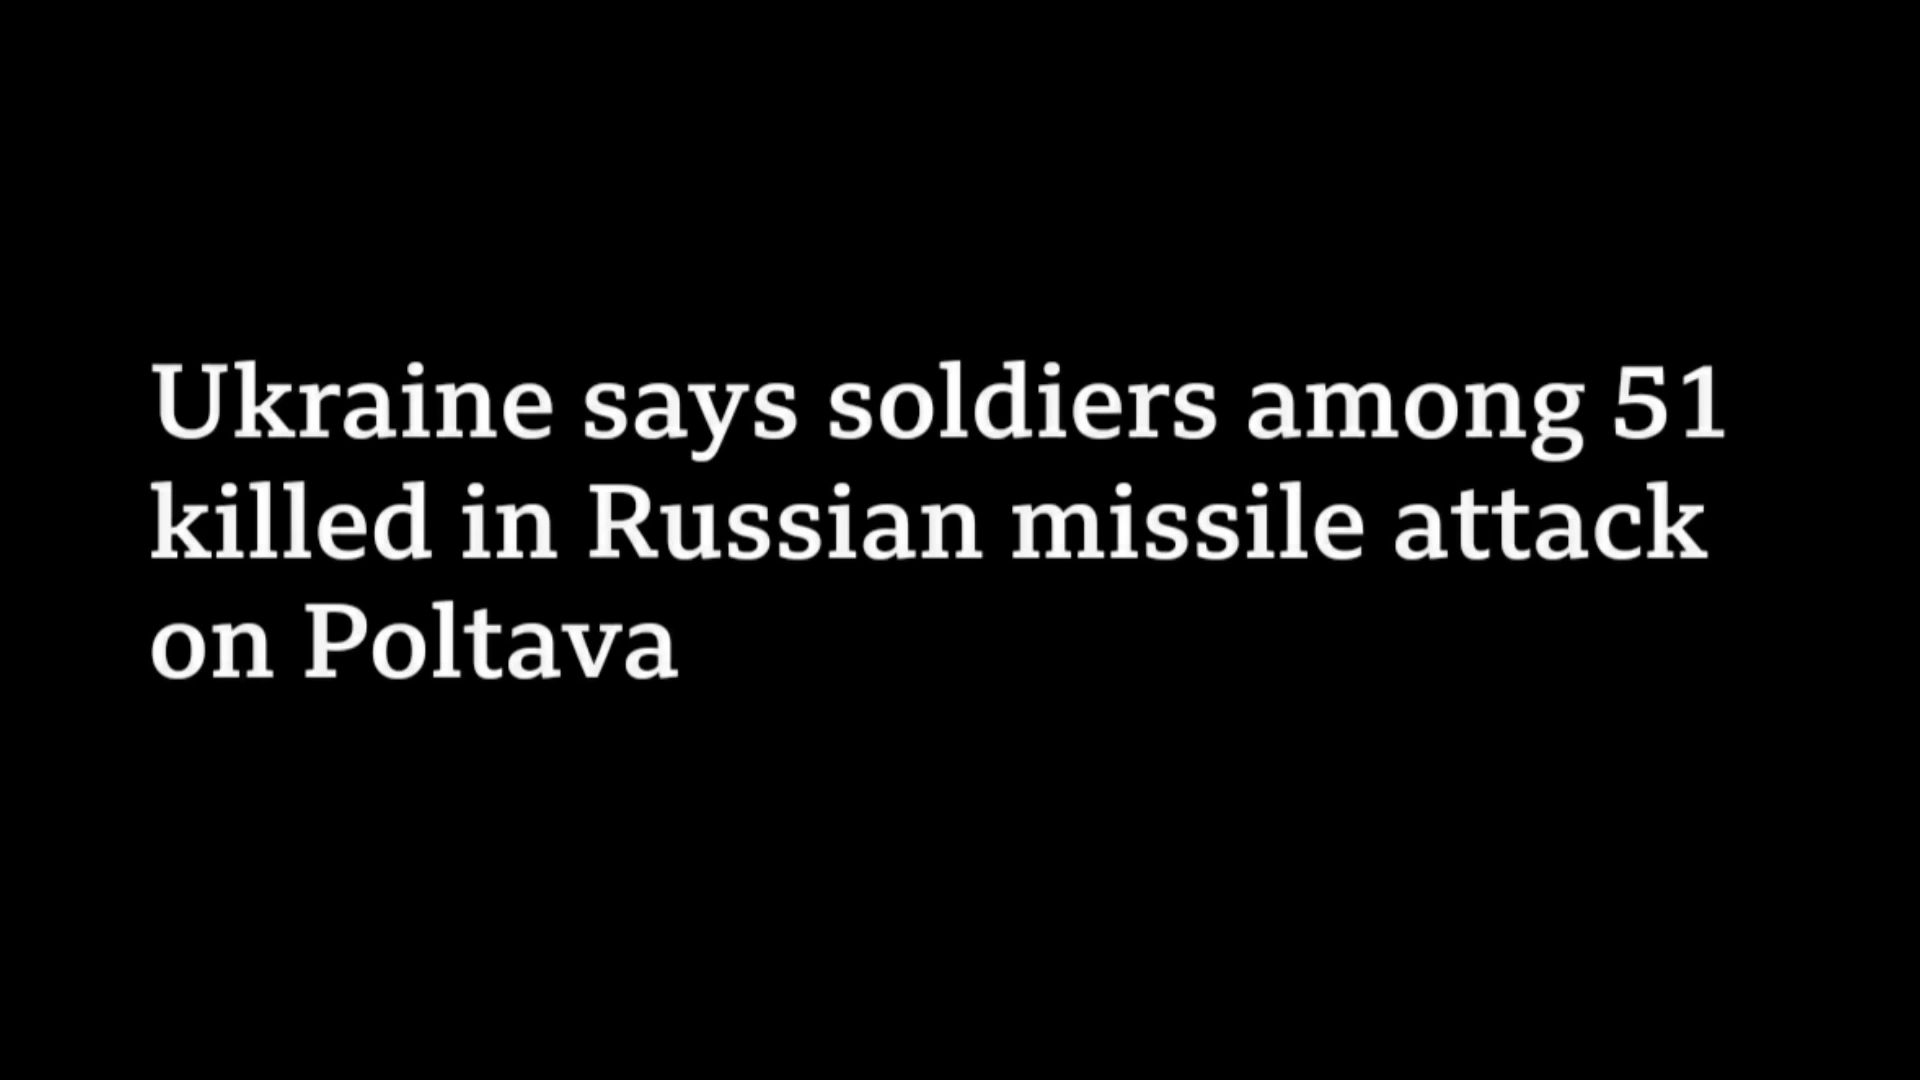 Ukraine says soldiers among 51
killed in Russian missile attack
on Poltava